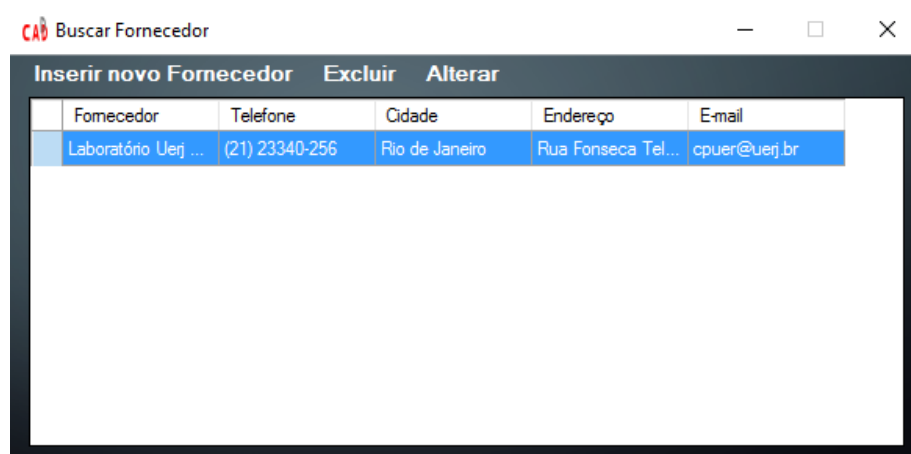 CAD Buscar Fornecedor
Inserir novo Fornecedor Excluir Alterar
Fornecedor Telefone Cidade Endereço E-mail
Laboratório Uerj ... (21) 23340-256 Rio de Janeiro Rua Fonseca Tel... cpuer@uerj.br